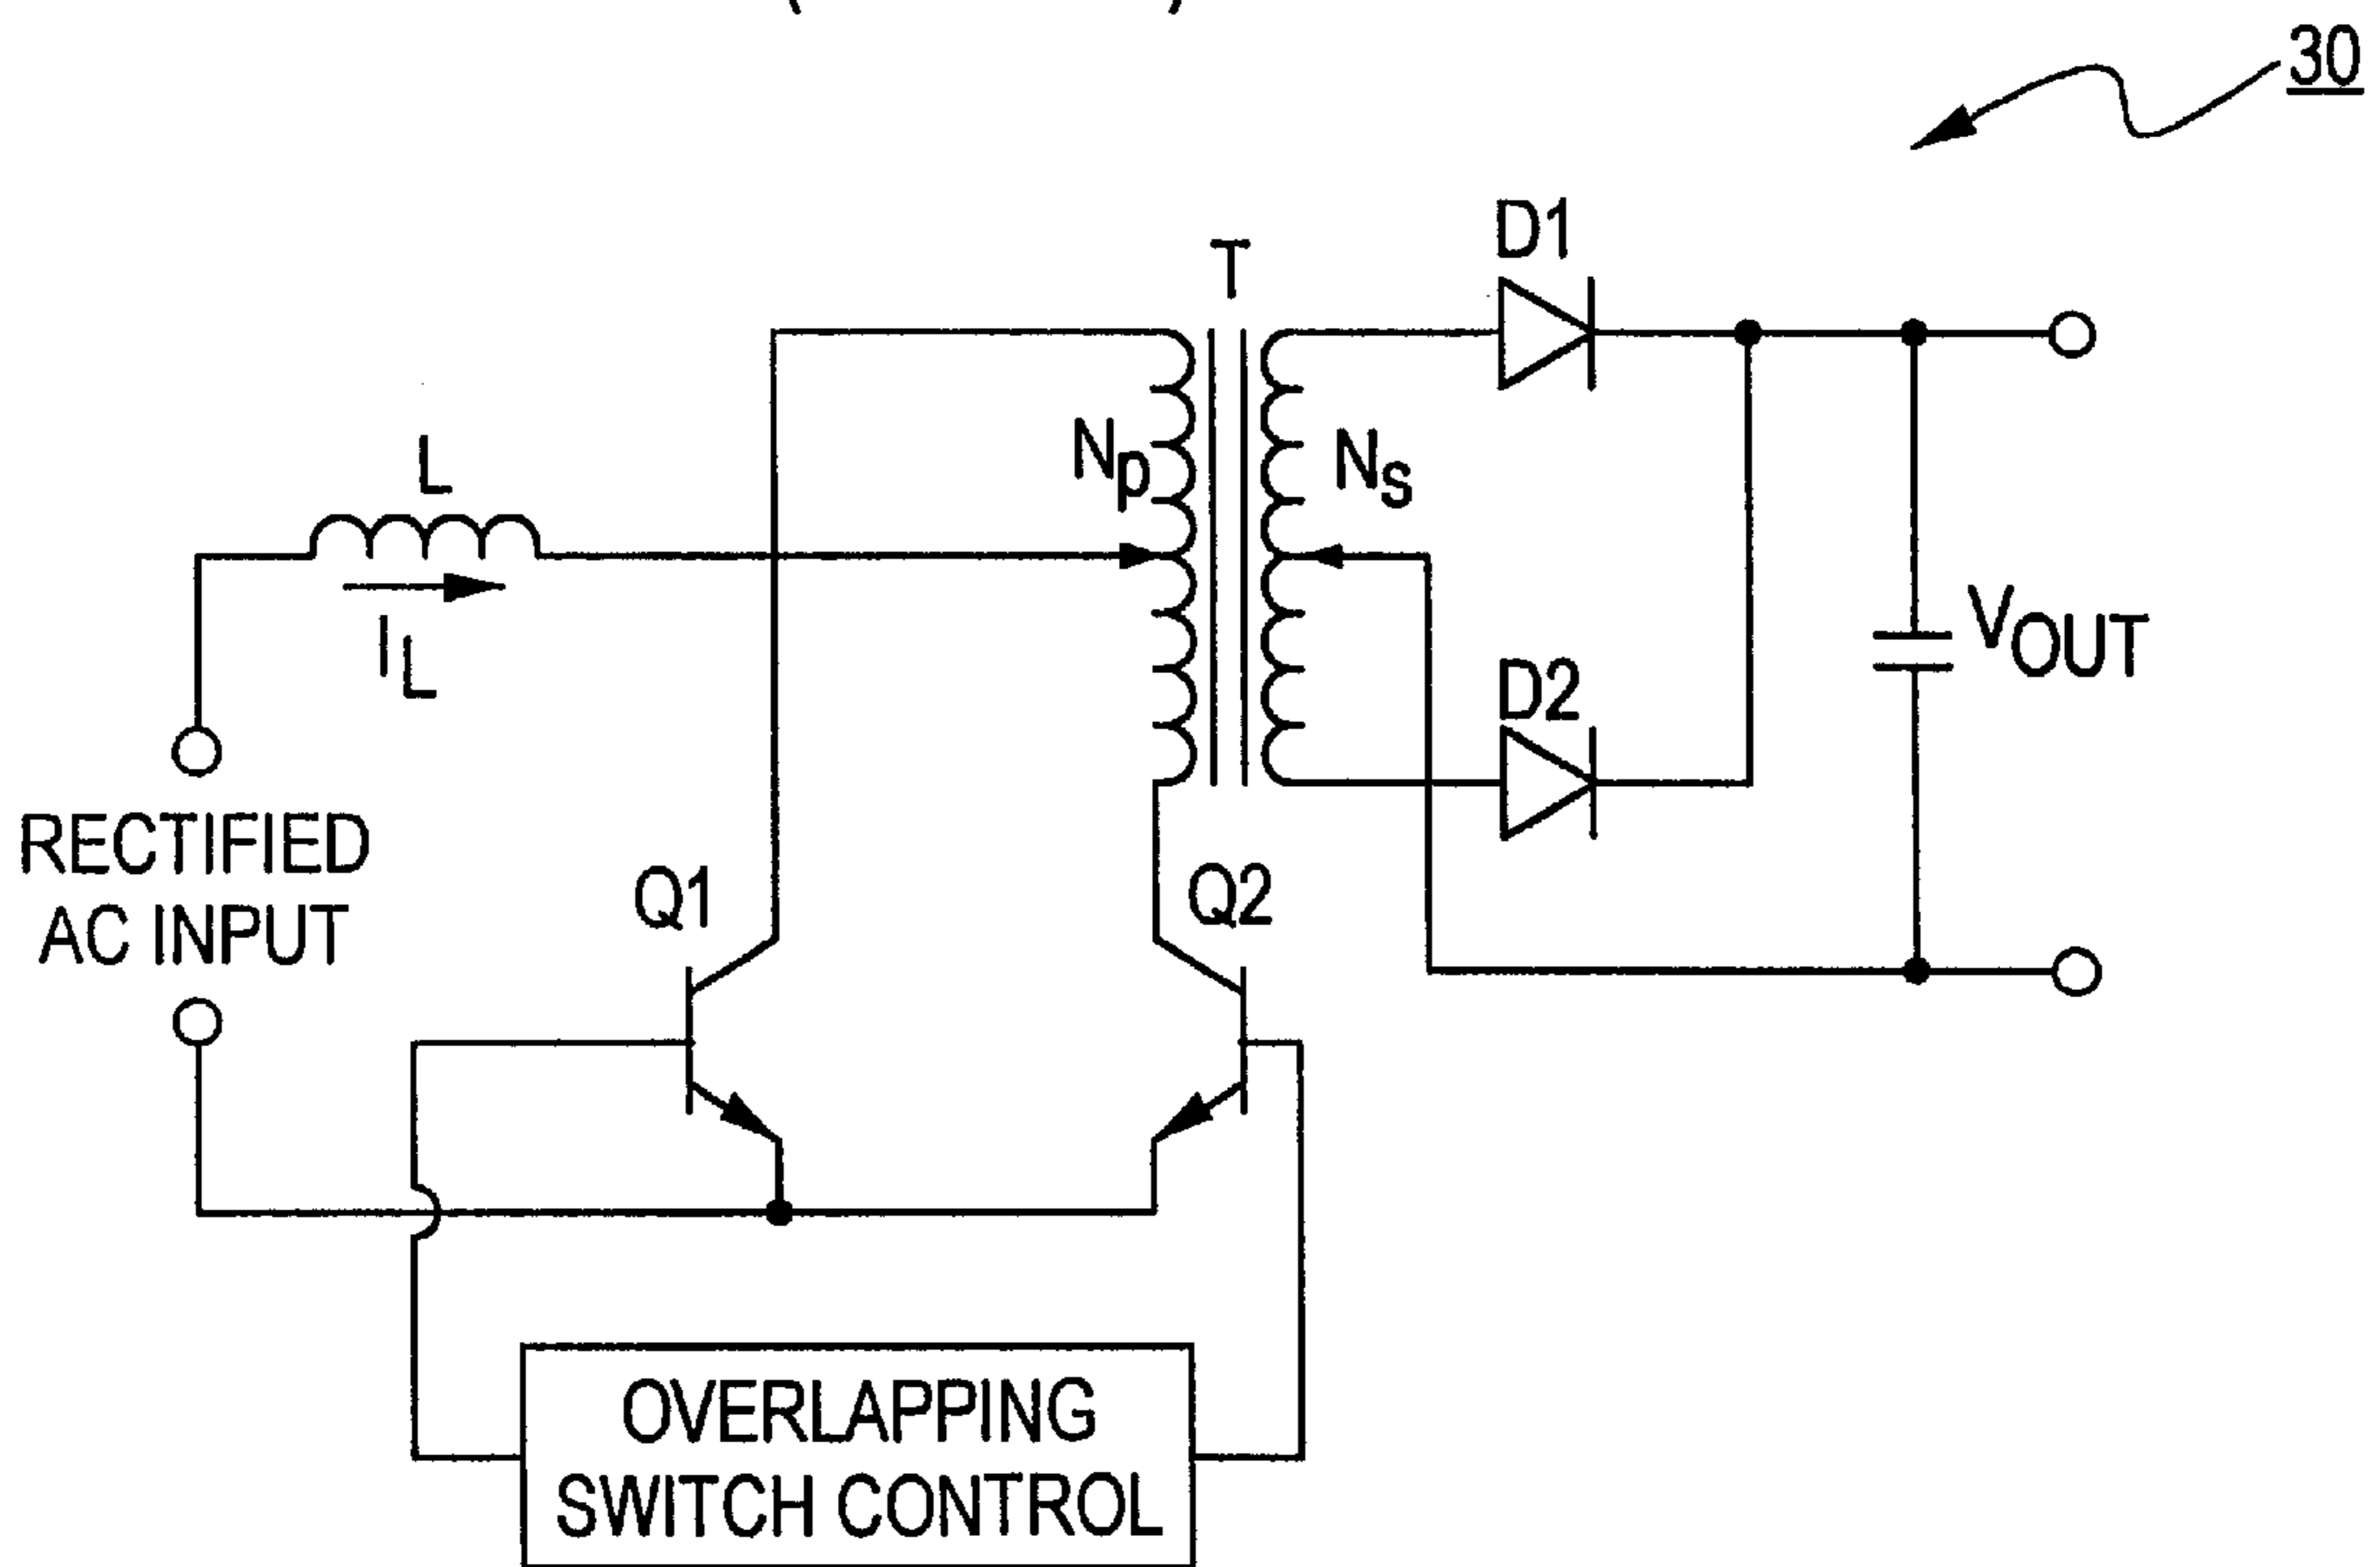 30
T
D1
Np
Ns
L
IL
VOUT
D2
RECTIFIED
AC INPUT
Q1
Q2
OVERLAPPING
SWITCH CONTROL